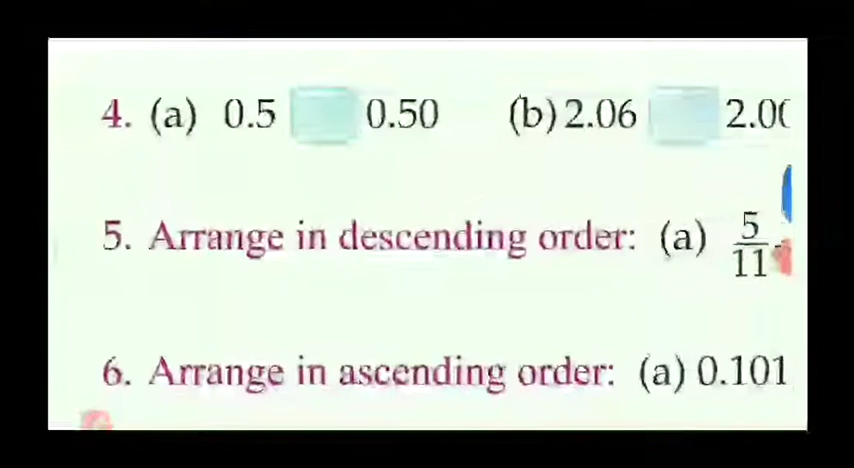 4. (a) 0.5 0.50 (b) 2.06
5. Arrange in descending order: (a) 5/11
6. Arrange in ascending order: (a) 0.101